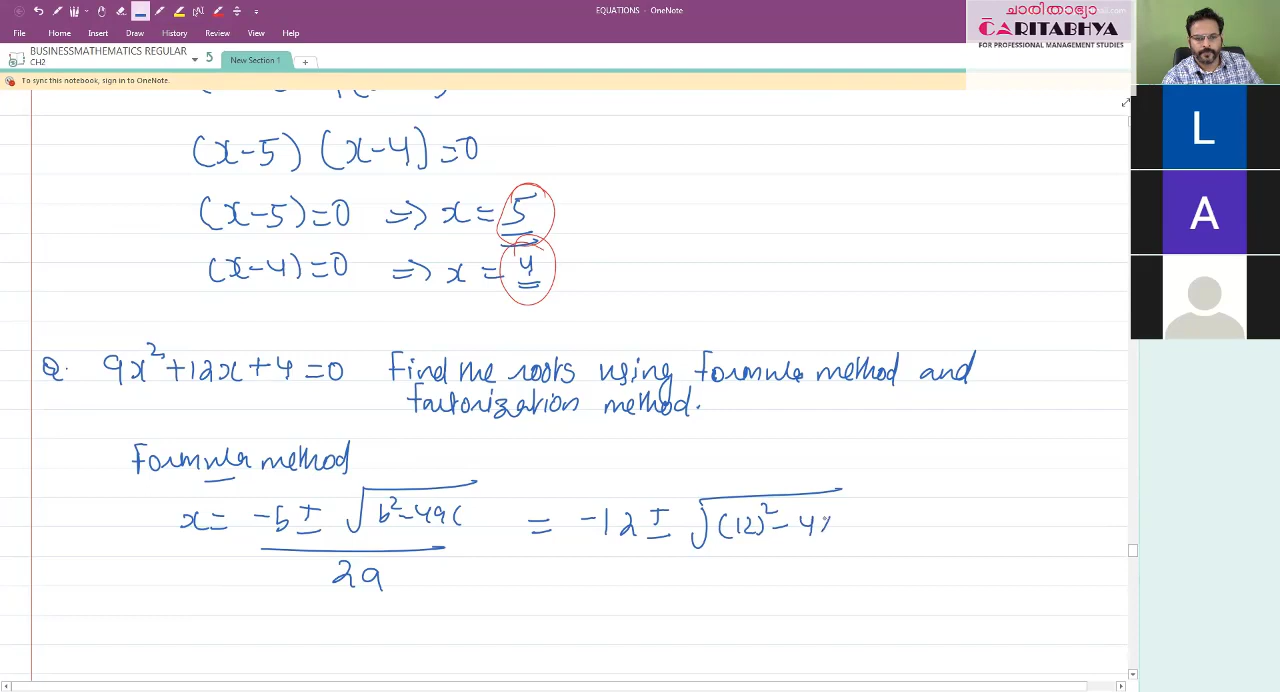 EQUATIONS - OneNote
File Home Insert Draw History Review View Help
ചാരിതാഭ്യാ
CARITABHYA
FOR PROFESSIONAL MANAGEMENT STUDIES
BUSINESSMATHEMATICS REGULAR
CH2
New Section 1 +
To sync this notebook, sign in to OneNote.
(x-5) (x-4) =0
(x-5)=0 => x = 5
(x-4)=0 => x = 4
Q. 9x²+12x+4=0 Find the roots using formula method and
factorization method.
Formula method
x= -b ± √b²-4ac = -12 ± √(12)²-4x
2a
L
A